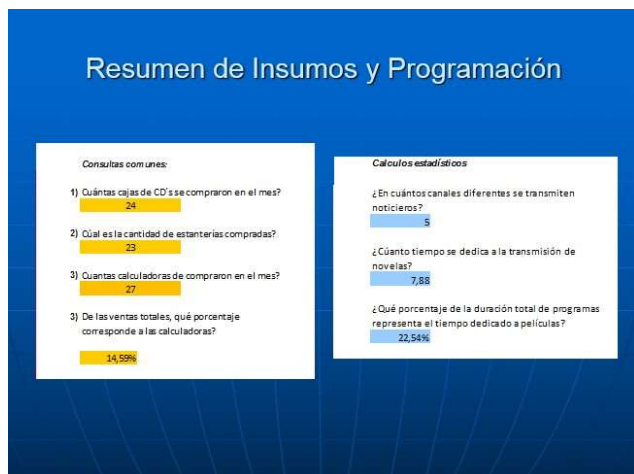 Resumen de Insumos y Programación
Consultas comunes:
1) Cuántas cajas de CD's se compraron en el mes?
24
2) Cúal es la cantidad de estanterías compradas?
23
3) Cuantas calculadoras de compraron en el mes?
27
3) De las ventas totales, qué porcentaje
corresponde a las calculadoras?
14,59%
Calculos estadísticos
¿En cuántos canales diferentes se transmiten
noticieros?
5
¿Cúanto tiempo se dedica a la transmisión de
novelas?
7,88
¿Qué porcentaje de la duración total de programas
representa el tiempo dedicado a películas?
22,54%